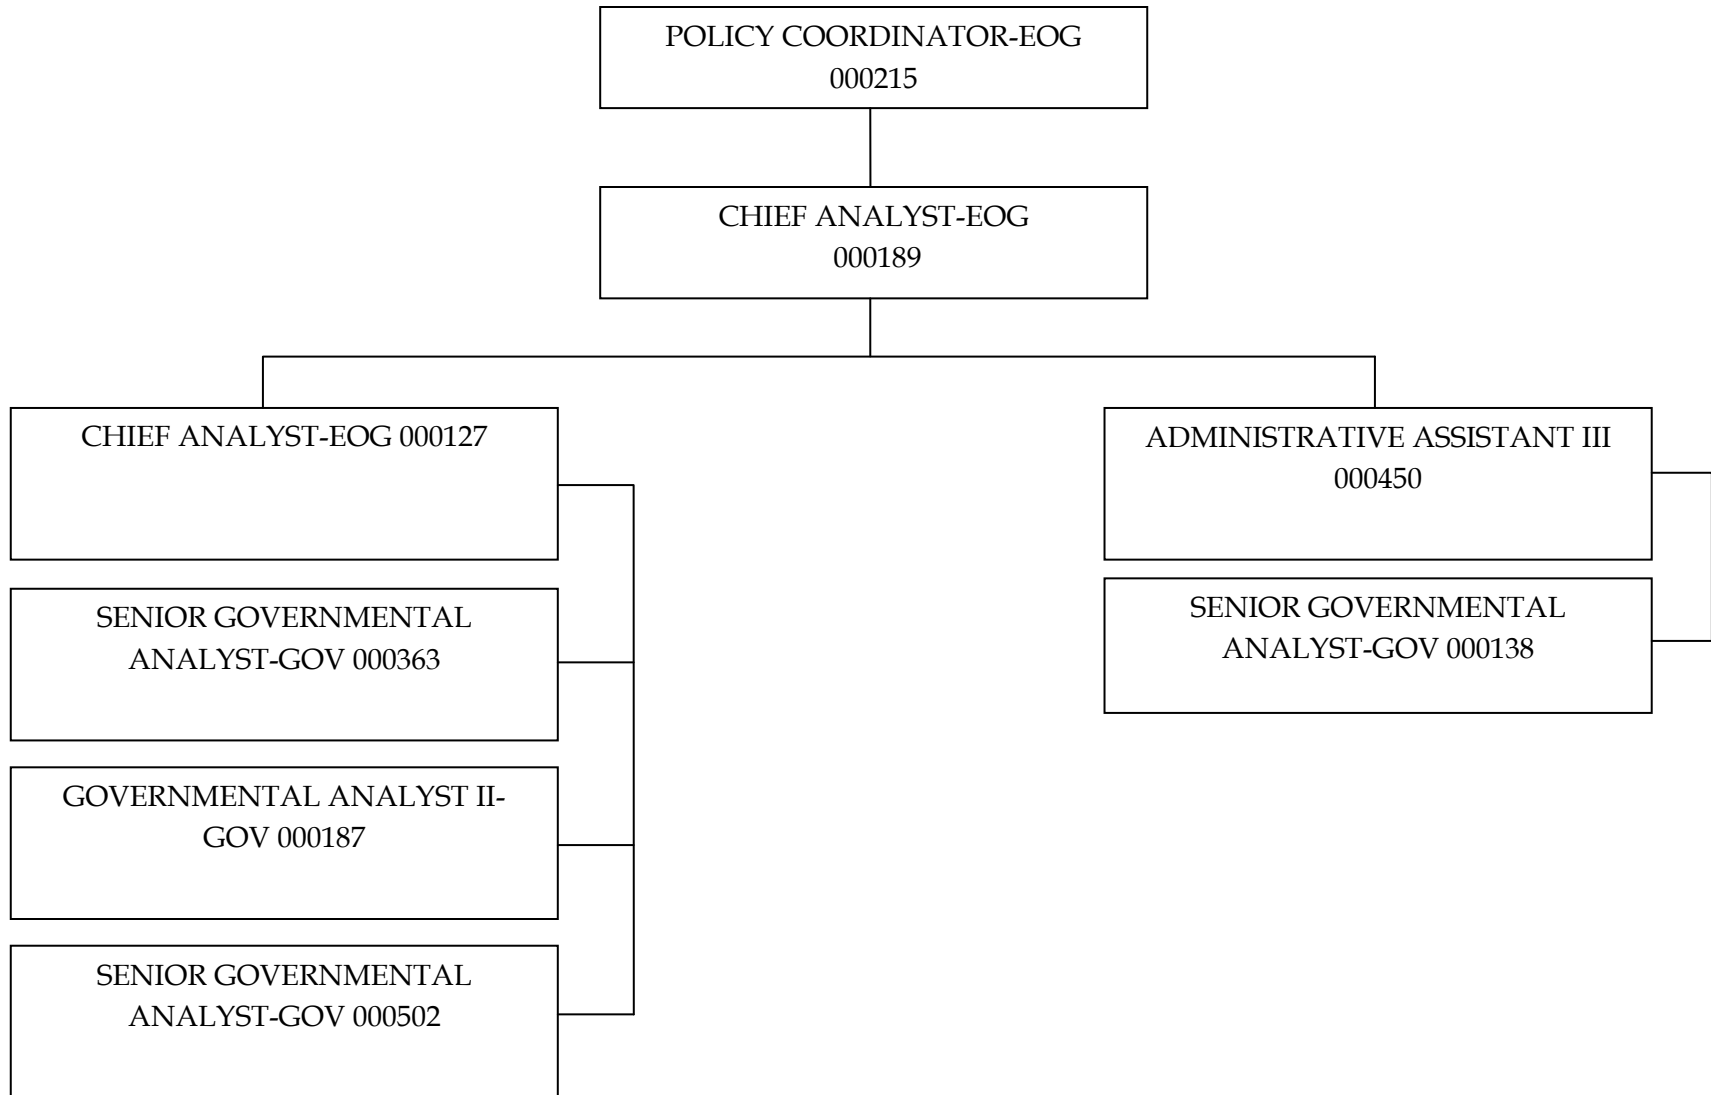 POLICY COORDINATOR-EOG
000215
CHIEF ANALYST-EOG
000189
CHIEF ANALYST-EOG 000127
SENIOR GOVERNMENTAL
ANALYST-GOV 000363
GOVERNMENTAL ANALYST II-
GOV 000187
SENIOR GOVERNMENTAL
ANALYST-GOV 000502
ADMINISTRATIVE ASSISTANT III
000450
SENIOR GOVERNMENTAL
ANALYST-GOV 000138